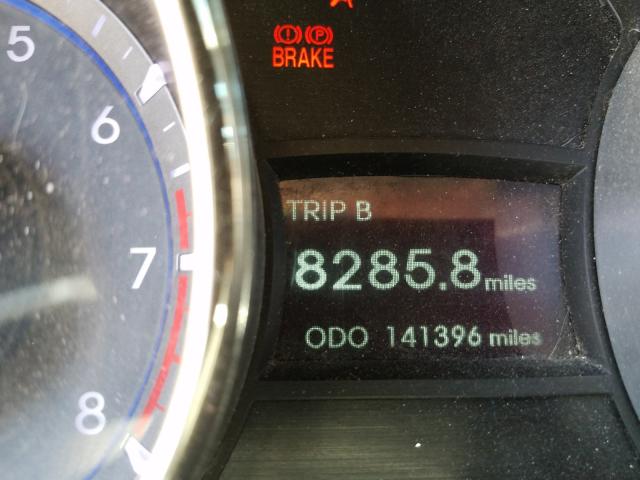 5
6
7
8
(!) (P)
BRAKE
TRIP B
8285.8 miles
ODO 141396 miles